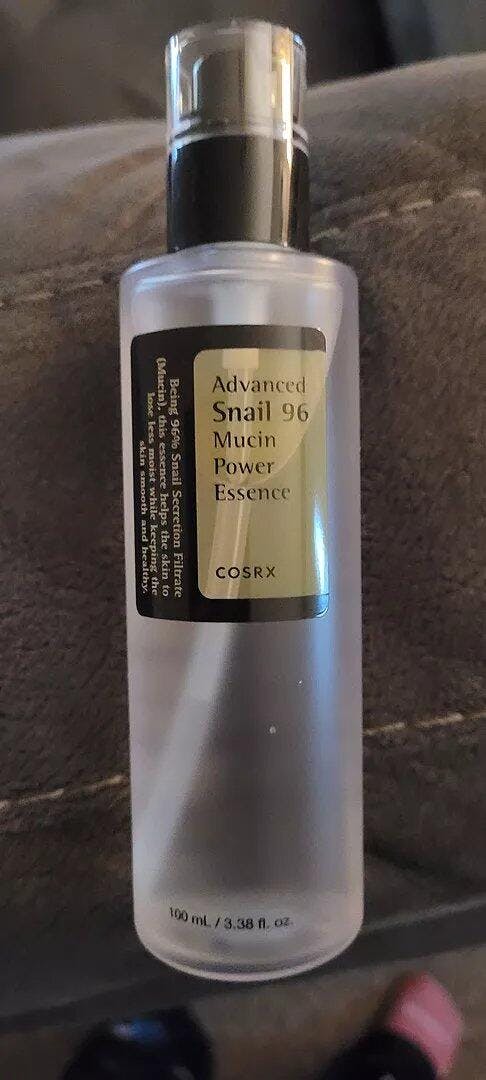 Advanced
Snail 96
Mucin
Power
Essence
COSRX
Being 96% Snail Secretion Filtrate
(Mucin), this essence helps the skin to
lose less moist while keeping the
skin smooth and healthy.
100 mL / 3.38 fl. oz.